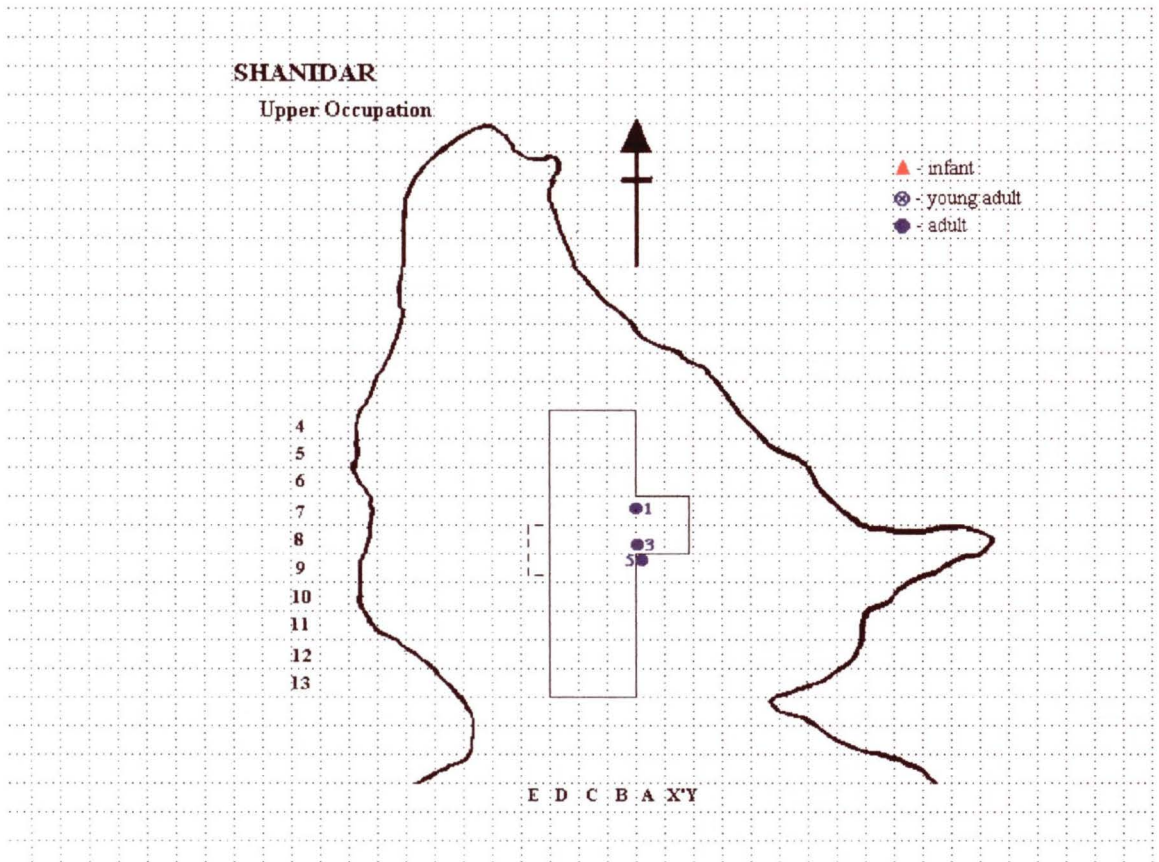 SHANIDAR
Upper Occupation
- infant
- young adult
- adult
4
5
6
7
8
9
10
11
12
13
1
3
5
E D C B A X'Y